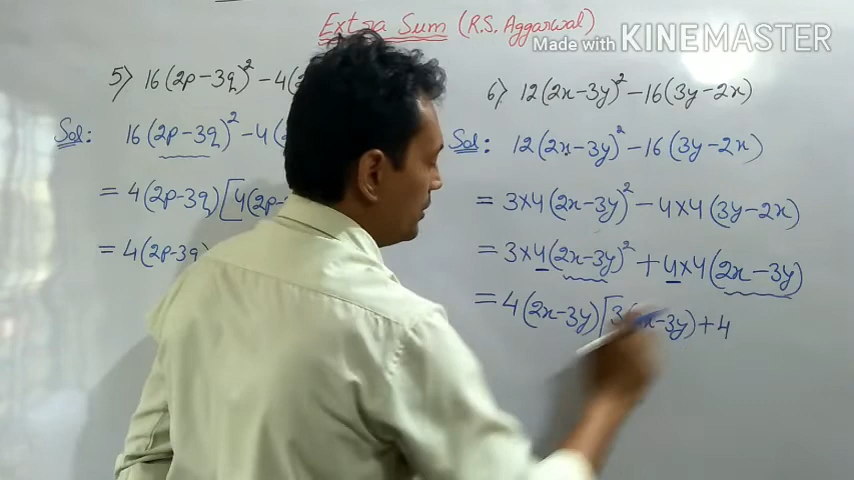 Extra Sum (R.S. Aggarwal)
Made with KINEMASTER
5) 16(2p-3q)² - 4(2
Sol: 16(2p-3q)² - 4(
= 4(2p-3q)[4(2p-
= 4(2p-3q)
6) 12(2x-3y)² - 16(3y-2x)
Sol: 12(2x-3y)² - 16(3y-2x)
= 3×4(2x-3y)² - 4×4(3y-2x)
= 3×4(2x-3y)² + 4×4(2x-3y)
= 4(2x-3y)[3(2x-3y)+4